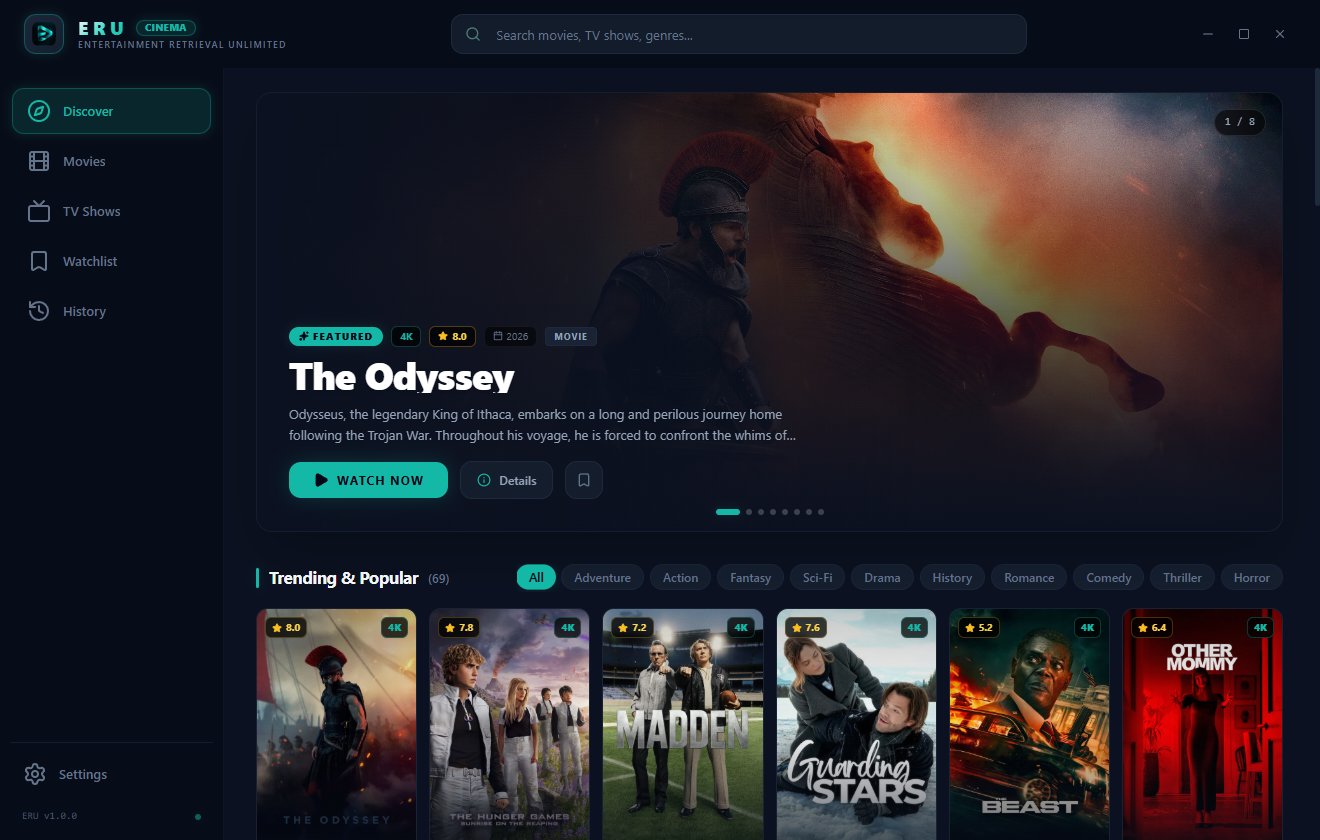 ERU CINEMA
ENTERTAINMENT RETRIEVAL UNLIMITED
Search movies, TV shows, genres...
Discover
Movies
TV Shows
Watchlist
History
Settings
ERU v1.0.0
1 / 8
FEATURED 4K 8.0 2026 MOVIE
The Odyssey
Odysseus, the legendary King of Ithaca, embarks on a long and perilous journey home
following the Trojan War. Throughout his voyage, he is forced to confront the whims of...
WATCH NOW Details
Trending & Popular (69) All Adventure Action Fantasy Sci-Fi Drama History Romance Comedy Thriller Horror
8.0 4K
THE ODYSSEY
7.8 4K
THE HUNGER GAMES
SUNRISE ON THE REAPING
7.2 4K
MADDEN
7.6 4K
Guarding
STARS
5.2 4K
THE
BEAST
6.4 4K
OTHER
MOMMY